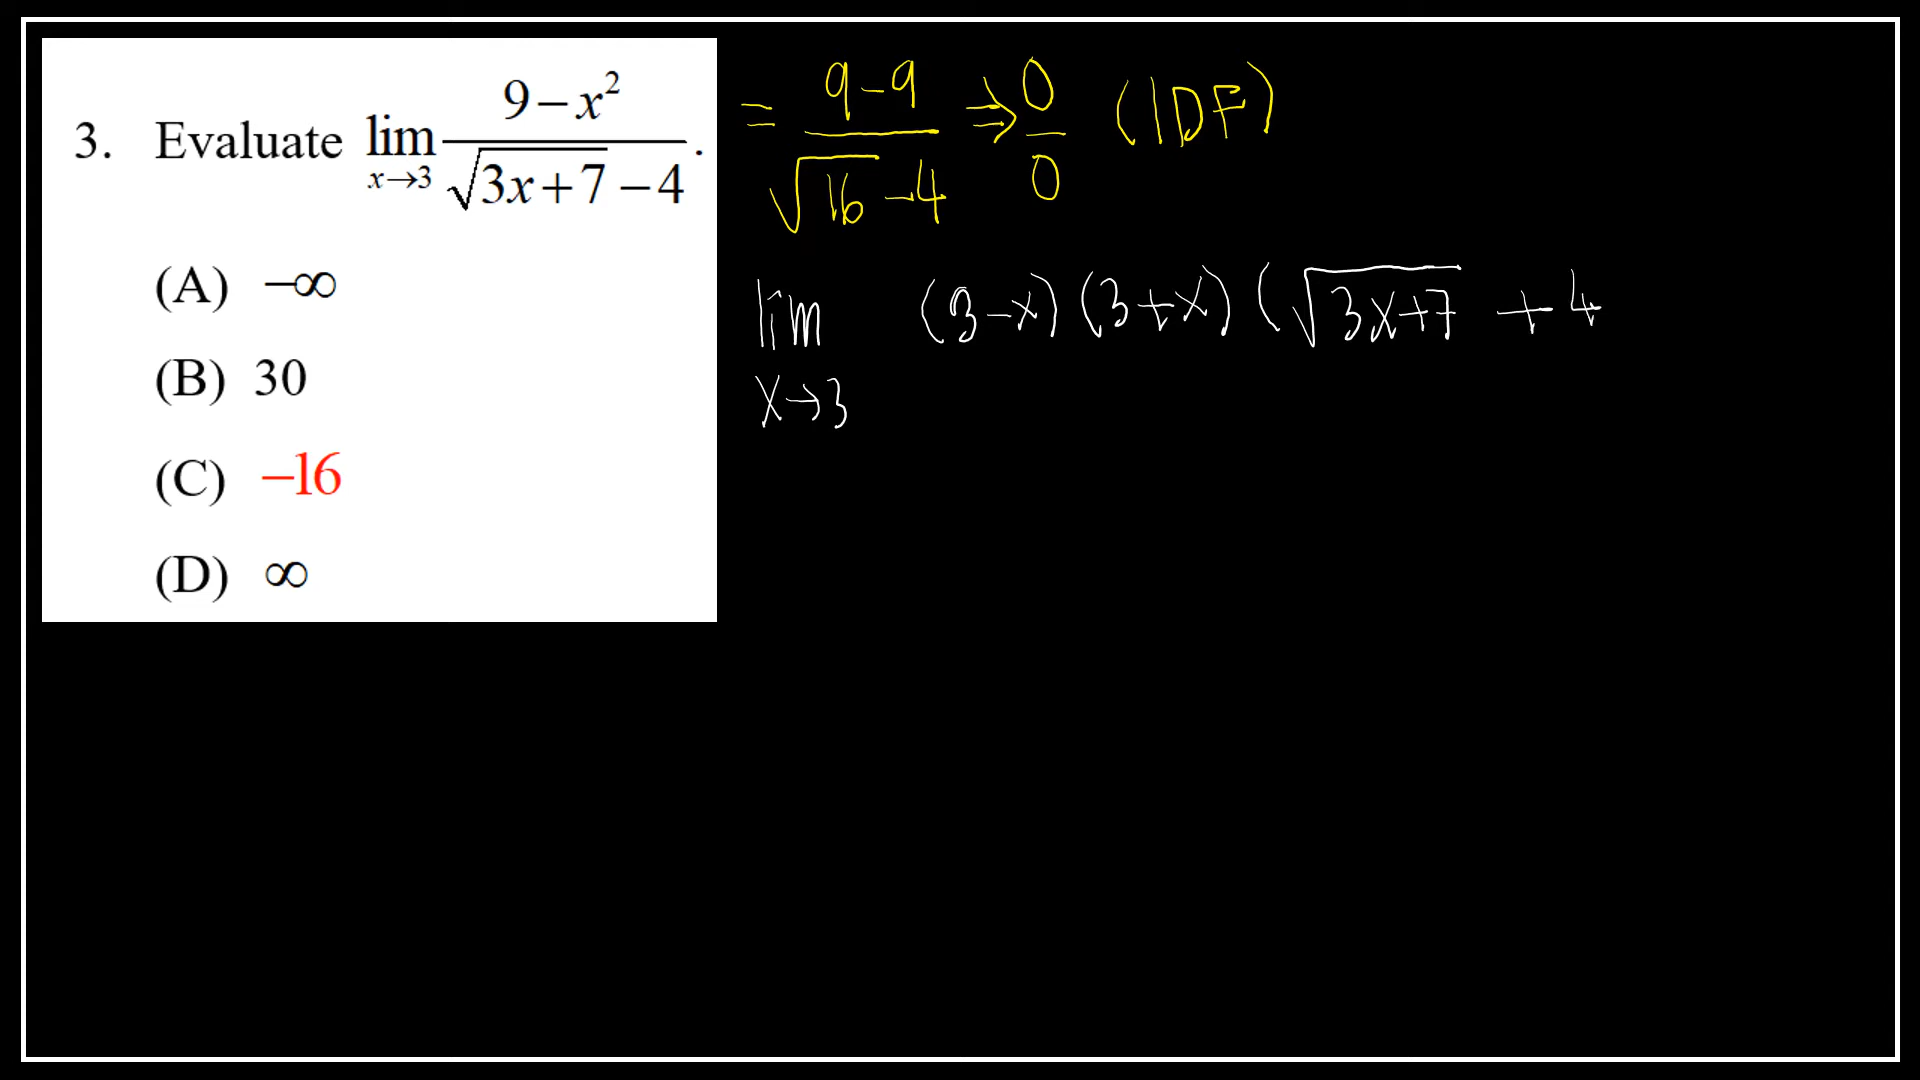 3. Evaluate lim x→3 (9−x²)/(√(3x+7) −4).
(A) −∞
(B) 30
(C) −16
(D) ∞
= (9−9)/(√16 −4) ⇒ 0/0 (IDF)
lim x→3 (3−x)(3+x)(√(3x+7) +4